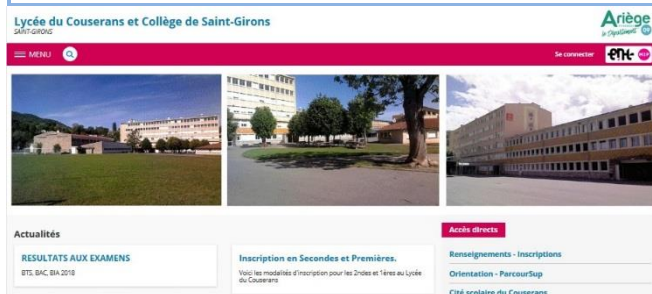 Lycée du Couserans et Collège de Saint-Girons
SAINT-GIRONS
Ariège
le Département
MENU
Se connecter
ent
Actualités
RESULTATS AUX EXAMENS
BTS, BAC, BIA 2018
Inscription en Secondes et Premières.
Voici les modalités d'inscription pour les 2ndes et 1ères au Lycée
du Couserans
Accès directs
Renseignements - Inscriptions
Orientation - ParcourSup
Cité scolaire du Couserans